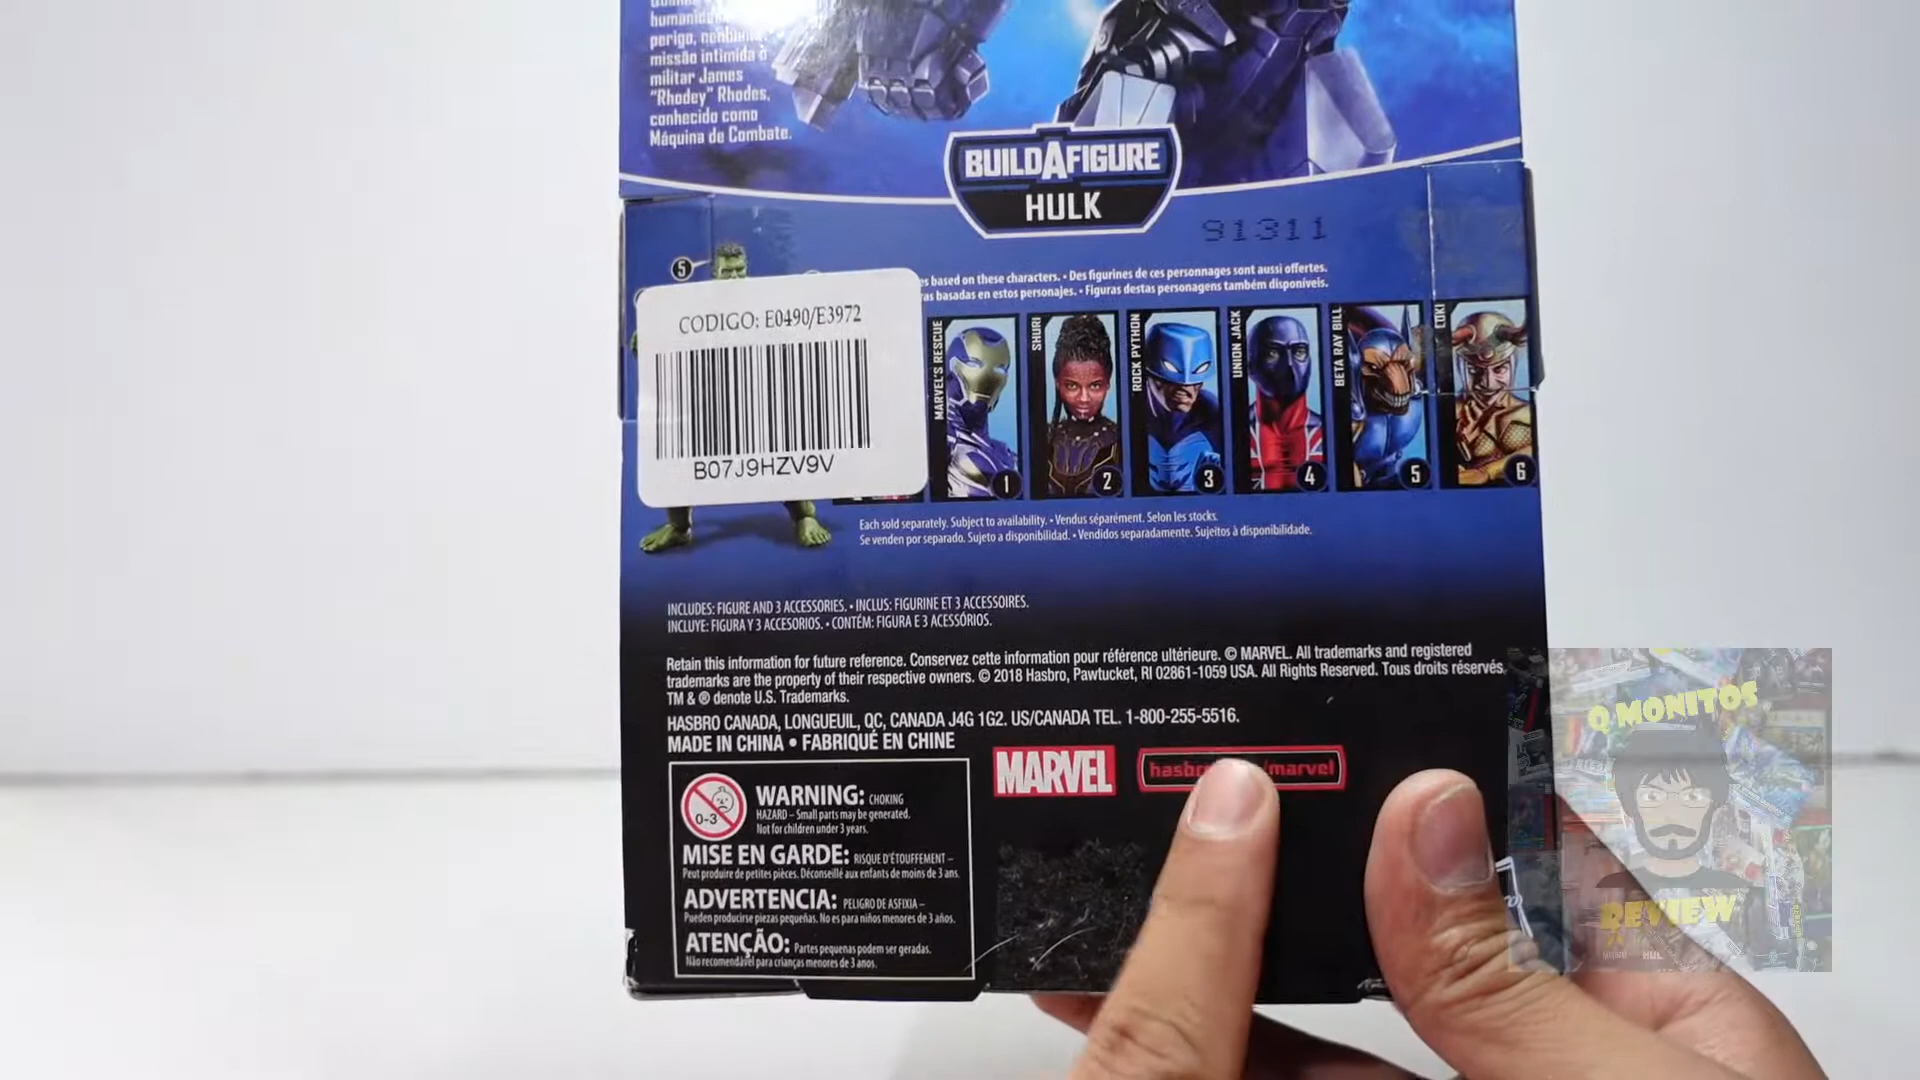 humanidade
perigo, nenhuma
missão intimida o
militar James
"Rhodey" Rhodes,
conhecido como
Máquina de Combate.
BUILDAFIGURE
HULK
91311
5
based on these characters. • Des figurines de ces personnages sont aussi offertes.
basadas en estos personajes. • Figuras destas personagens também disponíveis.
CODIGO: E0490/E3972
B07J9HZV9V
MARVEL'S RESCUE
1
SHURI
2
ROCK PYTHON
3
UNION JACK
4
BETA RAY BILL
5
LOKI
6
Each sold separately. Subject to availability. • Vendus séparément. Selon les stocks.
Se venden por separado. Sujeto a disponibilidad. • Vendidos separadamente. Sujeitos à disponibilidade.
INCLUDES: FIGURE AND 3 ACCESSORIES. • INCLUS: FIGURINE ET 3 ACCESSOIRES.
INCLUYE: FIGURA Y 3 ACCESORIOS. • CONTÉM: FIGURA E 3 ACESSÓRIOS.
Retain this information for future reference. Conservez cette information pour référence ultérieure. © MARVEL. All trademarks and registered
trademarks are the property of their respective owners. © 2018 Hasbro, Pawtucket, RI 02861-1059 USA. All Rights Reserved. Tous droits réservés.
TM & ® denote U.S. Trademarks.
HASBRO CANADA, LONGUEUIL, QC, CANADA J4G 1G2. US/CANADA TEL. 1-800-255-5516.
MADE IN CHINA • FABRIQUÉ EN CHINE
MARVEL
/marvel
0-3
WARNING: CHOKING
HAZARD – Small parts may be generated.
Not for children under 3 years.
MISE EN GARDE: RISQUE D'ÉTOUFFEMENT –
Peut produire de petites pièces. Déconseillé aux enfants de moins de 3 ans.
ADVERTENCIA: PELIGRO DE ASFIXIA –
Pueden producirse piezas pequeñas. No es para niños menores de 3 años.
ATENÇÃO: Partes pequenas podem ser geradas.
Não recomendável para crianças menores de 3 anos.
Q MONITOS
REVIEW